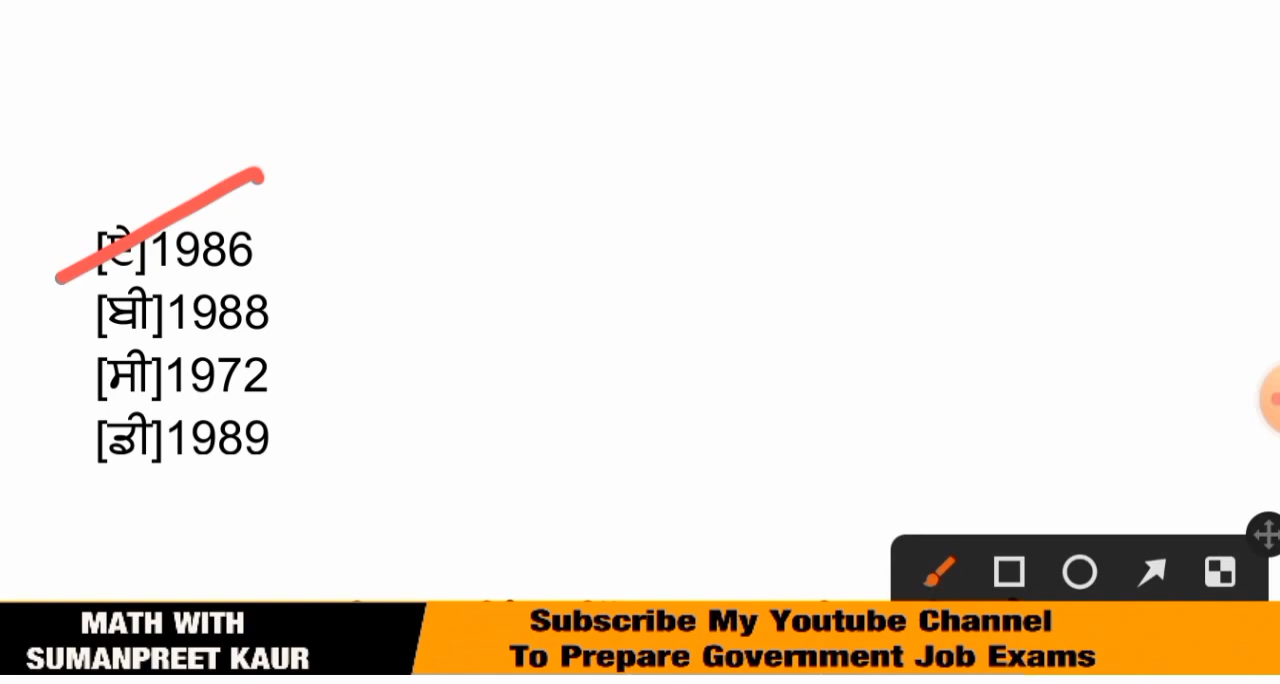 [ਏ]1986
[ਬੀ]1988
[ਸੀ]1972
[ਡੀ]1989
MATH WITH
SUMANPREET KAUR
Subscribe My Youtube Channel
To Prepare Government Job Exams